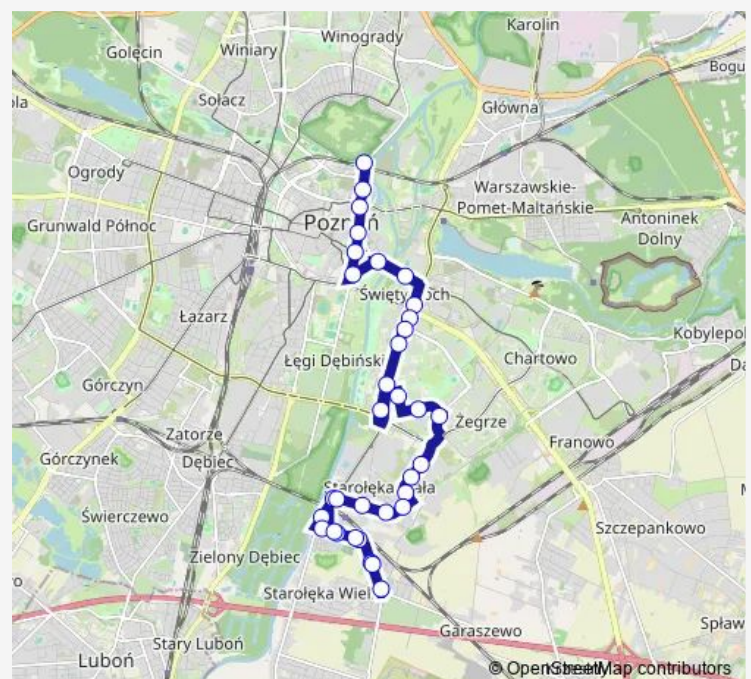 Karolin
Winogrady
Golęcin
Winiary
Bogu
ola
Sołacz
Główna
Ogrody
Warszawskie-
Pomet-Maltańskie
Poznań
Antoninek
Dolny
Grunwald Północ
Łazarz
Kobylepol
Łęgi Dębiński
Chartowo
Da
Górczyn
Żegrze
Zatorze
Franowo
Górczynek
Dębiec
Świerczewo
Szczepankowo
Zielony Dębiec
Starołęka Wiel
Garaszewo
Spław
Stary Luboń
Luboń
© OpenStreetMap contributors